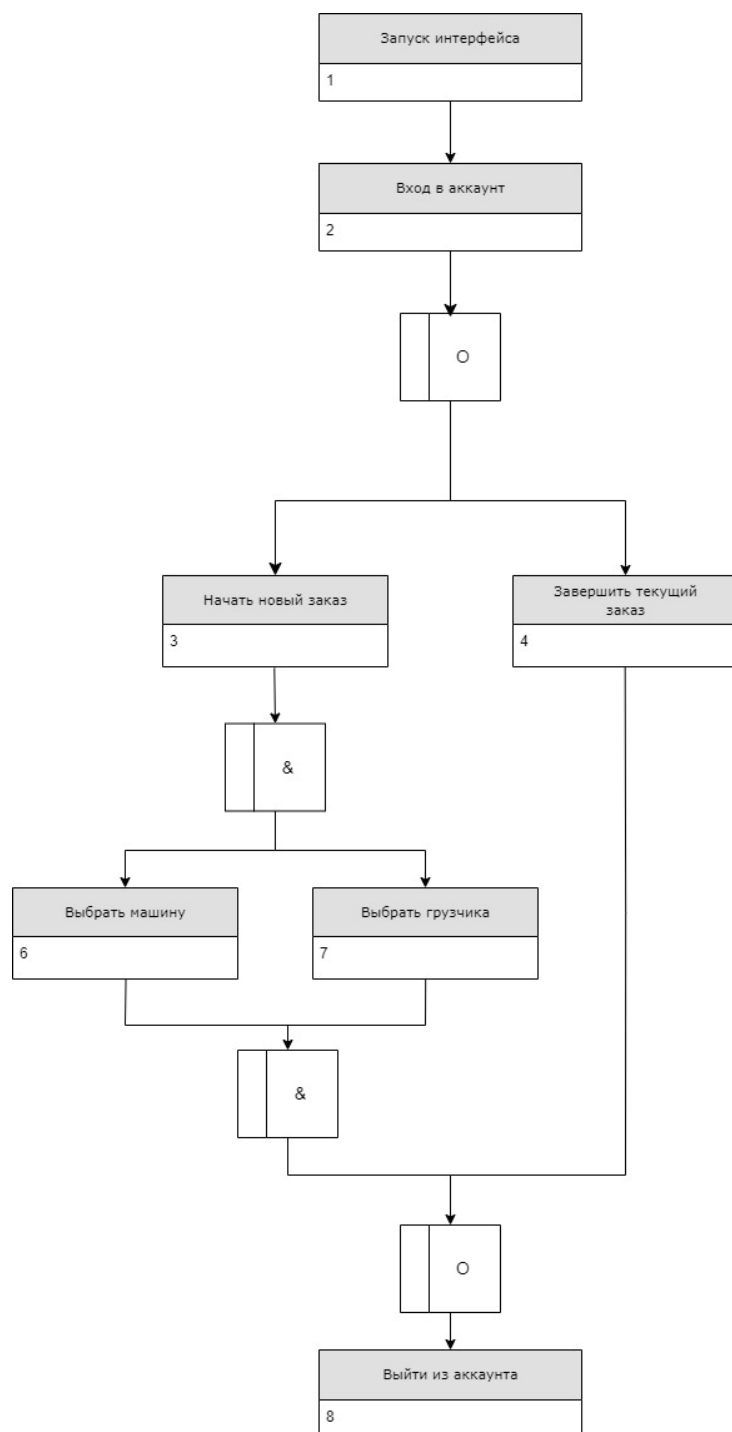 Запуск интерфейса
1
Вход в аккаунт
2
O
Начать новый заказ
3
Завершить текущий
заказ
4
&
Выбрать машину
6
Выбрать грузчика
7
&
O
Выйти из аккаунта
8